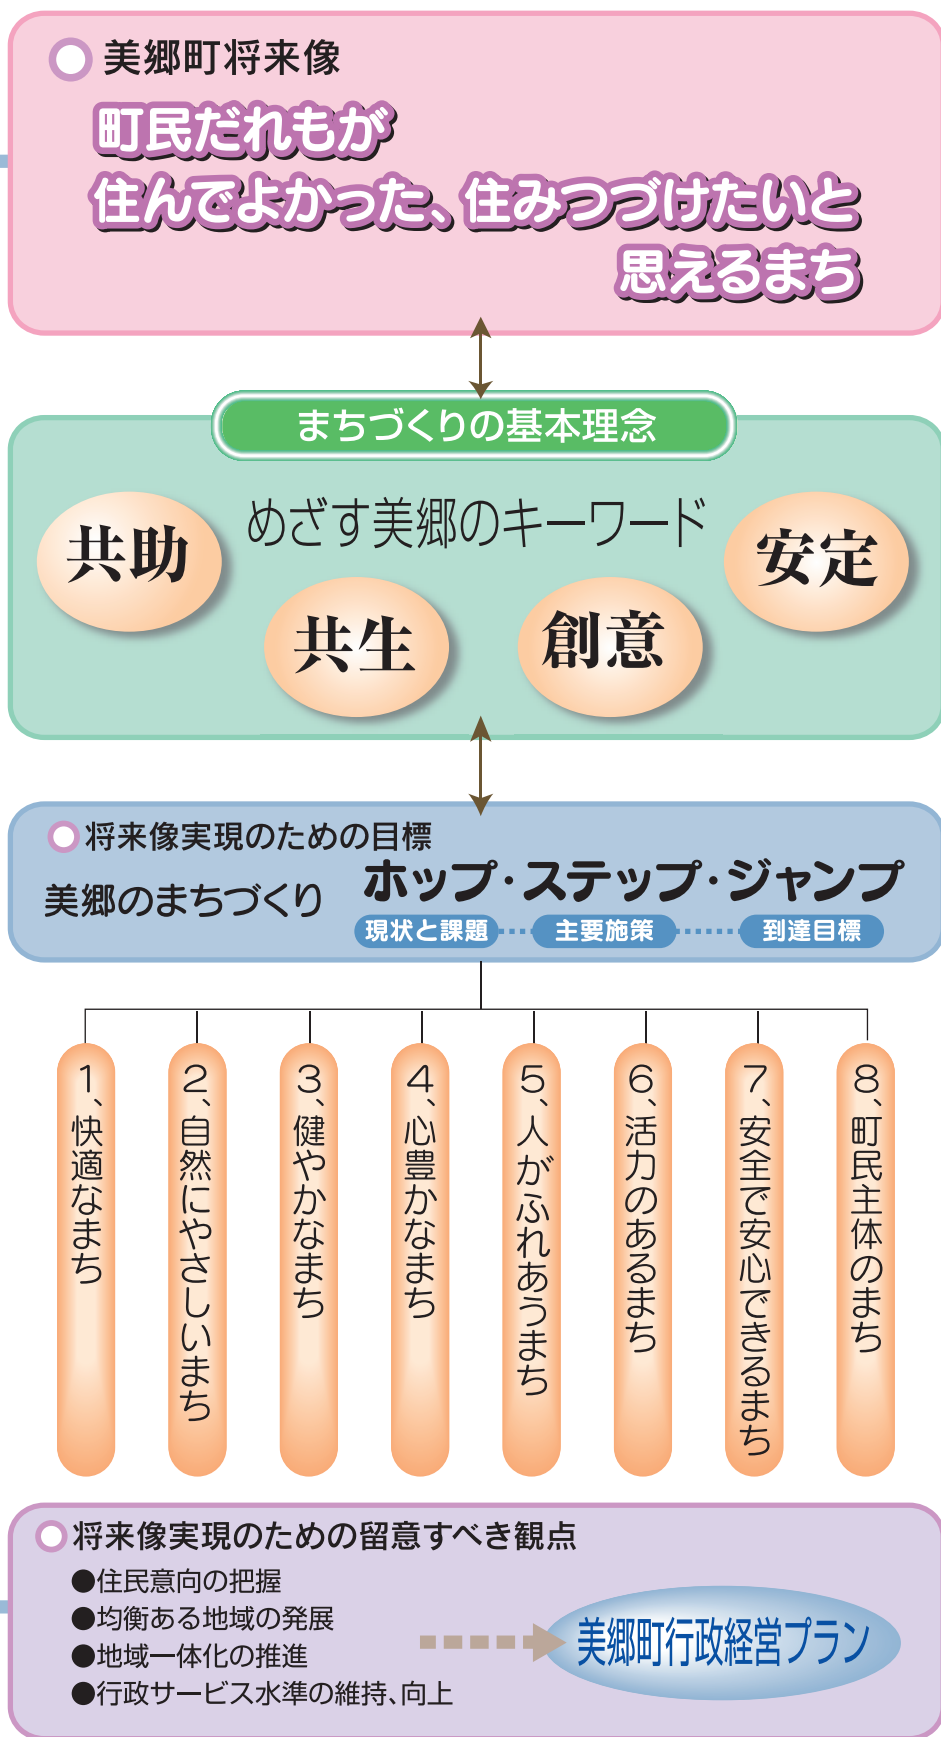 美郷町将来像
町民だれもが
住んでよかった、住みつづけたいと
思えるまち
まちづくりの基本理念
めざす美郷のキーワード
共助
共生
創意
安定
将来像実現のための目標
美郷のまちづくり ホップ・ステップ・ジャンプ
現状と課題 主要施策 到達目標
1、快適なまち
2、自然にやさしいまち
3、健やかなまち
4、心豊かなまち
5、人がふれあうまち
6、活力のあるまち
7、安全で安心できるまち
8、町民主体のまち
将来像実現のための留意すべき観点
●住民意向の把握
●均衡ある地域の発展
●地域一体化の推進
●行政サービス水準の維持、向上
美郷町行政経営プラン